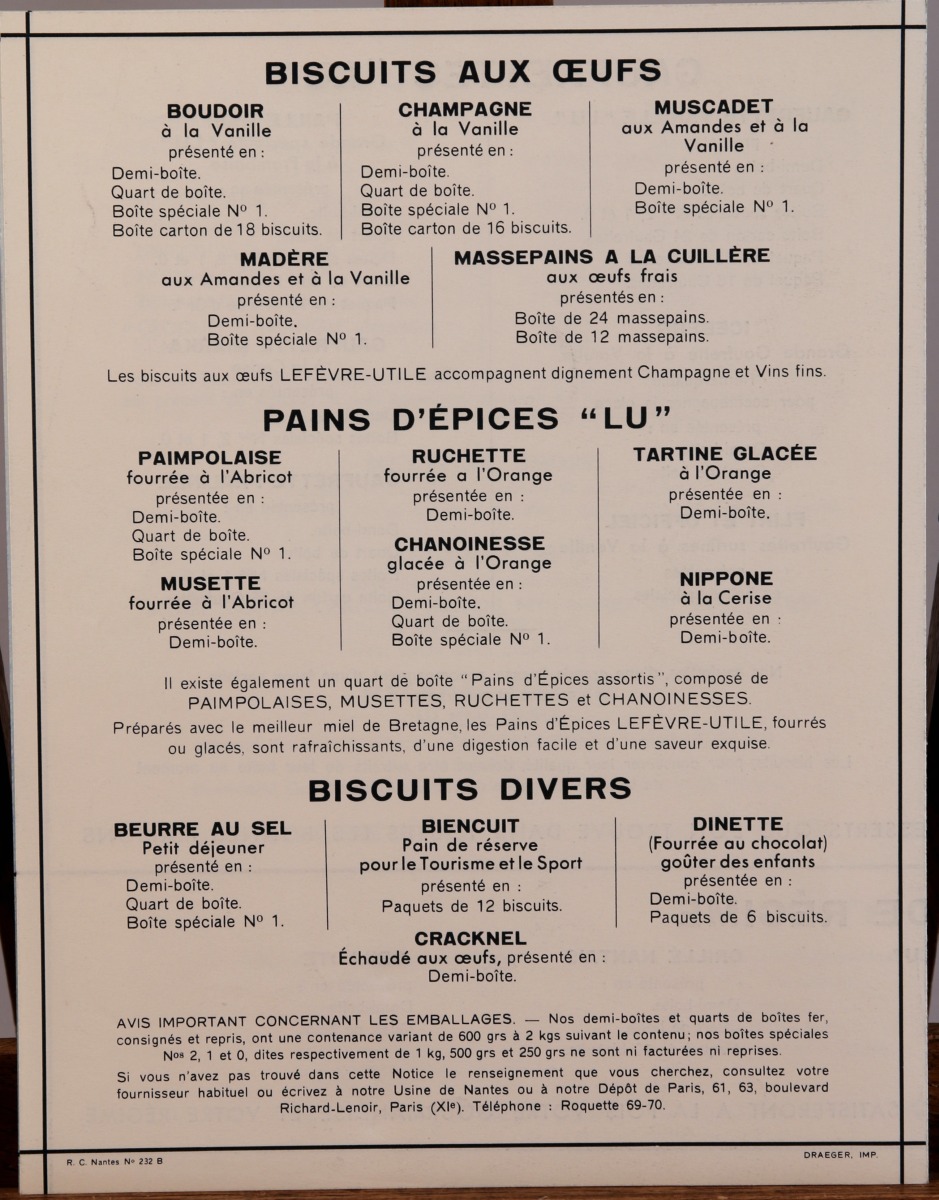 BISCUITS AUX ŒUFS
BOUDOIR
à la Vanille
présenté en :
Demi-boîte.
Quart de boîte.
Boîte spéciale Nº 1.
Boîte carton de 18 biscuits.
CHAMPAGNE
à la Vanille
présenté en :
Demi-boîte.
Quart de boîte.
Boîte spéciale Nº 1.
Boîte carton de 16 biscuits.
MUSCADET
aux Amandes et à la
Vanille
présenté en :
Demi-boîte.
Boîte spéciale Nº 1.
MADÈRE
aux Amandes et à la Vanille
présenté en :
Demi-boîte.
Boîte spéciale Nº 1.
MASSEPAINS A LA CUILLÈRE
aux œufs frais
présentés en :
Boîte de 24 massepains.
Boîte de 12 massepains.
Les biscuits aux œufs LEFÈVRE-UTILE accompagnent dignement Champagne et Vins fins.
PAINS D'ÉPICES “LU”
PAIMPOLAISE
fourrée à l'Abricot
présentée en :
Demi-boîte.
Quart de boîte.
Boîte spéciale Nº 1.
MUSETTE
fourrée à l'Abricot
présentée en :
Demi-boîte.
RUCHETTE
fourrée a l'Orange
présentée en :
Demi-boîte.
CHANOINESSE
glacée à l'Orange
présentée en :
Demi-boîte.
Quart de boîte.
Boîte spéciale Nº 1.
TARTINE GLACÉE
à l'Orange
présentée en :
Demi-boîte.
NIPPONE
à la Cerise
présentée en :
Demi-boîte.
Il existe également un quart de boîte “Pains d'Épices assortis”, composé de
PAIMPOLAISES, MUSETTES, RUCHETTES et CHANOINESSES.
Préparés avec le meilleur miel de Bretagne, les Pains d'Épices LEFÈVRE-UTILE, fourrés
ou glacés, sont rafraîchissants, d'une digestion facile et d'une saveur exquise.
BISCUITS DIVERS
BEURRE AU SEL
Petit déjeuner
présenté en :
Demi-boîte.
Quart de boîte.
Boîte spéciale Nº 1.
BIENCUIT
Pain de réserve
pour le Tourisme et le Sport
présenté en :
Paquets de 12 biscuits.
DINETTE
(Fourrée au chocolat)
goûter des enfants
présentée en :
Demi-boîte.
Paquets de 6 biscuits.
CRACKNEL
Échaudé aux œufs, présenté en :
Demi-boîte.
AVIS IMPORTANT CONCERNANT LES EMBALLAGES. — Nos demi-boîtes et quarts de boîtes fer,
consignés et repris, ont une contenance variant de 600 grs à 2 kgs suivant le contenu ; nos boîtes spéciales
Nos 2, 1 et 0, dites respectivement de 1 kg, 500 grs et 250 grs ne sont ni facturées ni reprises.
Si vous n'avez pas trouvé dans cette Notice le renseignement que vous cherchez, consultez votre
fournisseur habituel ou écrivez à notre Usine de Nantes ou à notre Dépôt de Paris, 61, 63, boulevard
Richard-Lenoir, Paris (XIe). Téléphone : Roquette 69-70.
R. C. Nantes Nº 232 B
DRAEGER, IMP.